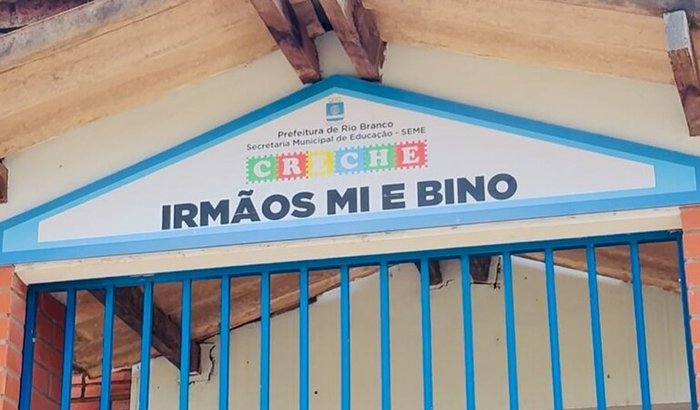 Prefeitura de Rio Branco
Secretaria Municipal de Educação - SEME
CRECHE
IRMÃOS MI E BINO